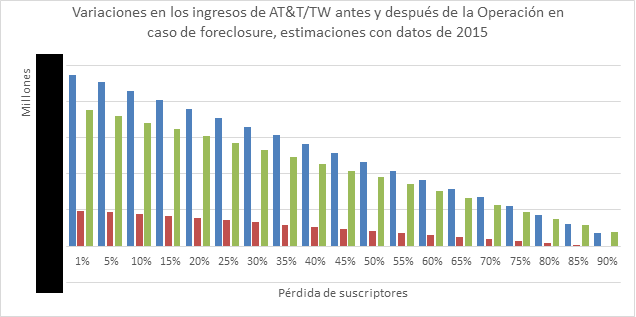 Variaciones en los ingresos de AT&T/TW antes y después de la Operación en
caso de foreclosure, estimaciones con datos de 2015
Millones
1% 5% 10% 15% 20% 25% 30% 35% 40% 45% 50% 55% 60% 65% 70% 75% 80% 85% 90%
Pérdida de suscriptores